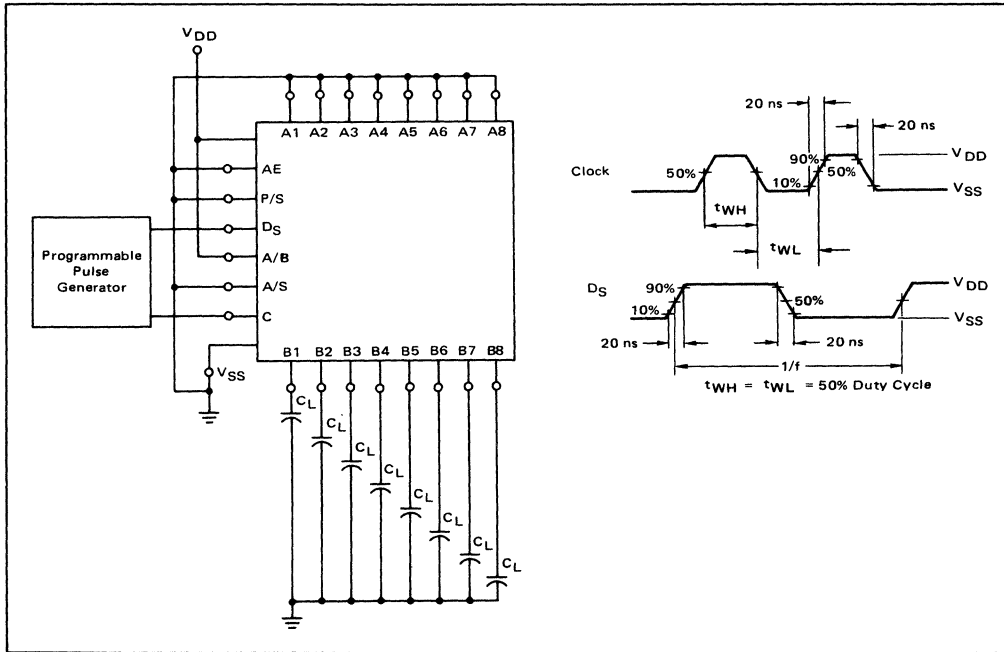 VDD
A1 A2 A3 A4 A5 A6 A7 A8
AE
P/S
DS
A/B
A/S
C
Programmable
Pulse
Generator
VSS
B1 B2 B3 B4 B5 B6 B7 B8
CL
CL
CL
CL
CL
CL
CL
CL
20 ns
20 ns
Clock
50%
90%
50%
10%
VDD
VSS
tWH
tWL
DS
90%
50%
10%
VDD
VSS
20 ns
20 ns
1/f
tWH = tWL = 50% Duty Cycle